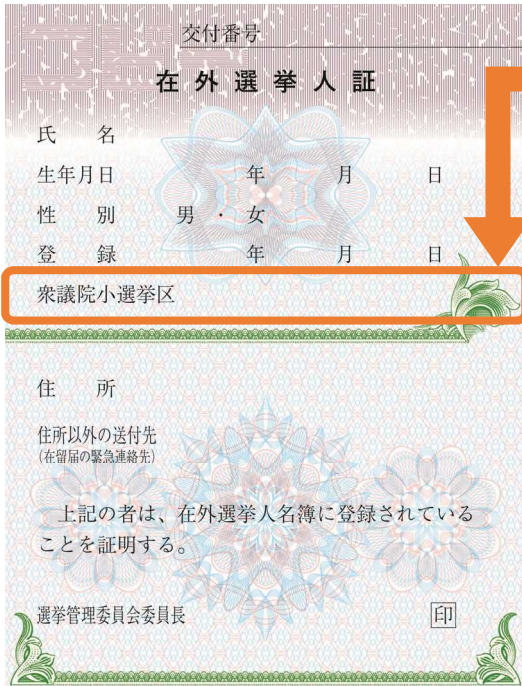 交付番号
在外選挙人証
氏 名
生年月日 年 月 日
性 別 男 ・ 女
登 録 年 月 日
衆議院小選挙区
住 所
住所以外の送付先
(在留届の緊急連絡先)
上記の者は、在外選挙人名簿に登録されている
ことを証明する。
選挙管理委員会委員長 印